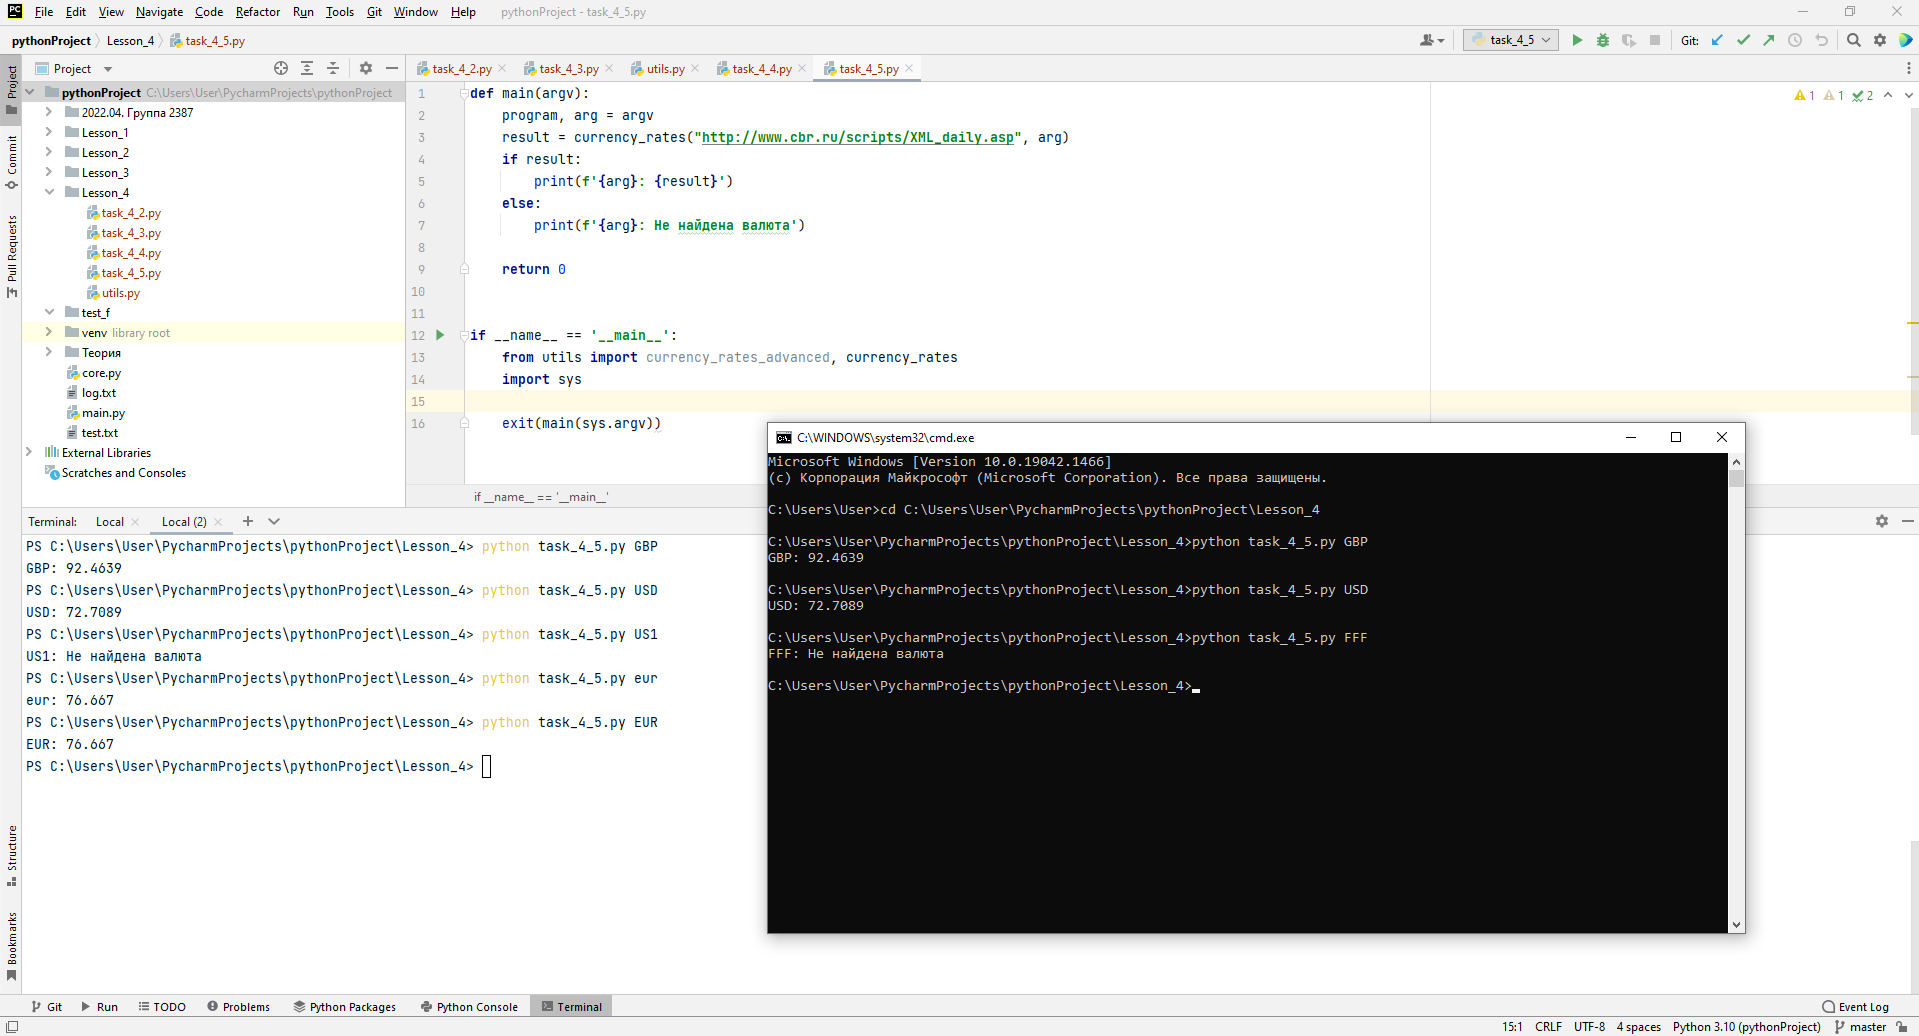 File Edit View Navigate Code Refactor Run Tools Git Window Help pythonProject - task_4_5.py
pythonProject Lesson_4 task_4_5.py
task_4_5 Git:
Project
task_4_2.py task_4_3.py utils.py task_4_4.py task_4_5.py
Project
Commit
Pull Requests
Structure
Bookmarks
pythonProject C:\Users\User\PycharmProjects\pythonProject
2022.04. Группа 2387
Lesson_1
Lesson_2
Lesson_3
Lesson_4
task_4_2.py
task_4_3.py
task_4_4.py
task_4_5.py
utils.py
test_f
venv library root
Теория
core.py
log.txt
main.py
test.txt
External Libraries
Scratches and Consoles
1 def main(argv):
2 program, arg = argv
3 result = currency_rates("http://www.cbr.ru/scripts/XML_daily.asp", arg)
4 if result:
5 print(f'{arg}: {result}')
6 else:
7 print(f'{arg}: Не найдена валюта')
8
9 return 0
10
11
12 if __name__ == '__main__':
13 from utils import currency_rates_advanced, currency_rates
14 import sys
15
16 exit(main(sys.argv))
1 1 2
if __name__ == '__main__'
Terminal: Local Local (2)
PS C:\Users\User\PycharmProjects\pythonProject\Lesson_4> python task_4_5.py GBP
GBP: 92.4639
PS C:\Users\User\PycharmProjects\pythonProject\Lesson_4> python task_4_5.py USD
USD: 72.7089
PS C:\Users\User\PycharmProjects\pythonProject\Lesson_4> python task_4_5.py US1
US1: Не найдена валюта
PS C:\Users\User\PycharmProjects\pythonProject\Lesson_4> python task_4_5.py eur
eur: 76.667
PS C:\Users\User\PycharmProjects\pythonProject\Lesson_4> python task_4_5.py EUR
EUR: 76.667
PS C:\Users\User\PycharmProjects\pythonProject\Lesson_4>
C:\WINDOWS\system32\cmd.exe
Microsoft Windows [Version 10.0.19042.1466]
(c) Корпорация Майкрософт (Microsoft Corporation). Все права защищены.
C:\Users\User>cd C:\Users\User\PycharmProjects\pythonProject\Lesson_4
C:\Users\User\PycharmProjects\pythonProject\Lesson_4>python task_4_5.py GBP
GBP: 92.4639
C:\Users\User\PycharmProjects\pythonProject\Lesson_4>python task_4_5.py USD
USD: 72.7089
C:\Users\User\PycharmProjects\pythonProject\Lesson_4>python task_4_5.py FFF
FFF: Не найдена валюта
C:\Users\User\PycharmProjects\pythonProject\Lesson_4>
Git Run TODO Problems Python Packages Python Console Terminal Event Log
15:1 CRLF UTF-8 4 spaces Python 3.10 (pythonProject) master